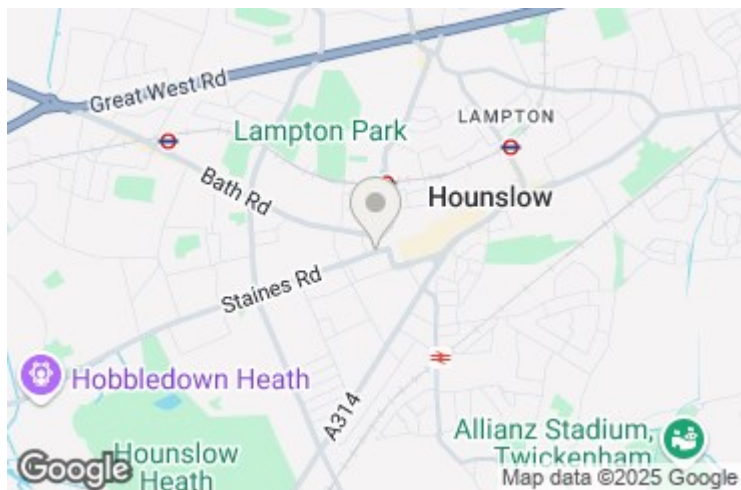 Great West Rd
LAMPTON
Lampton Park
Bath Rd
Hounslow
Staines Rd
Hobbledown Heath
A314
Allianz Stadium,
Twickenham
Hounslow
Heath
Google
Map data ©2025 Google